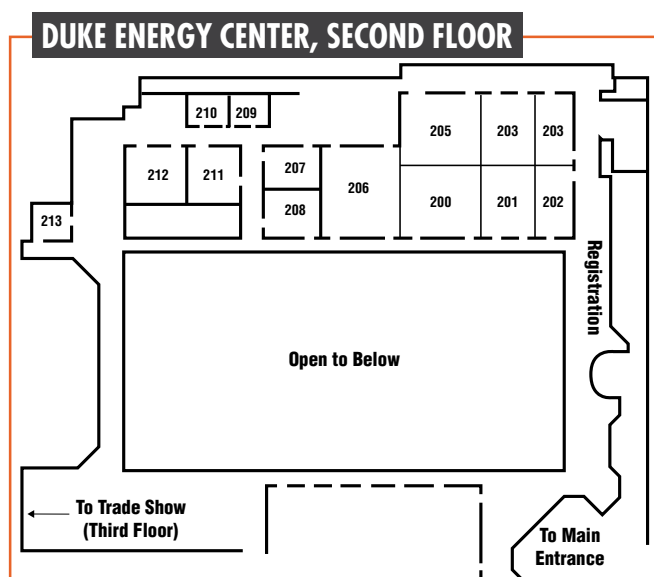 DUKE ENERGY CENTER, SECOND FLOOR
210 209
205 203 203
212 211 207
206
213 208 200 201 202
Registration
Open to Below
To Trade Show
(Third Floor)
To Main
Entrance